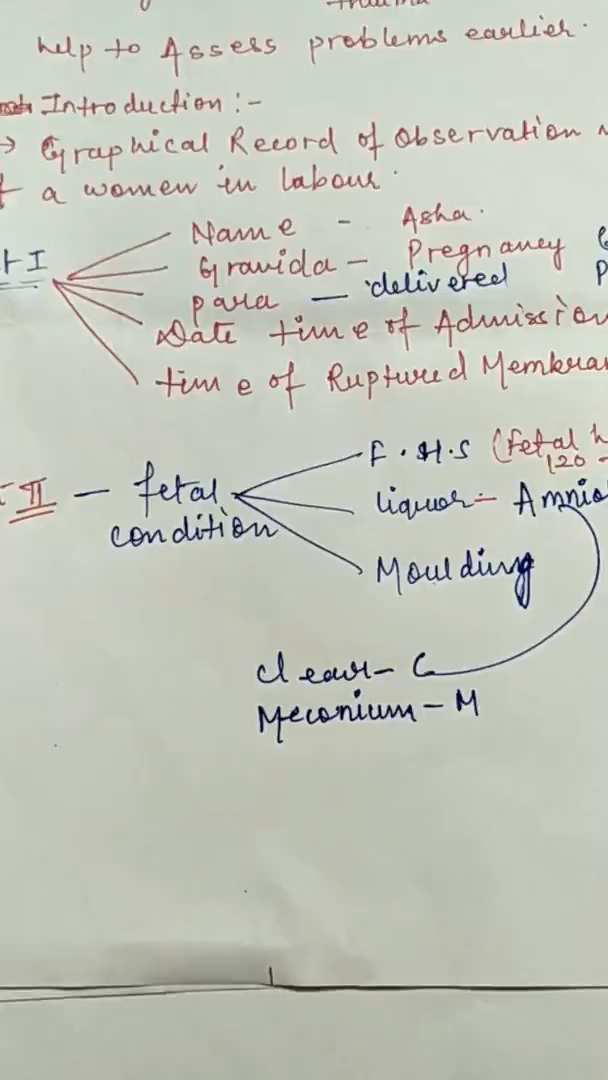 help to Assess problems earlier.
Introduction :-
→ Graphical Record of Observation
a women in labour.
I
Name - Asha.
Gravida - Pregnancy
para - delivered
Date time of Admission
time of Ruptured Membran
II - fetal condition
F.H.S (Fetal h
120 -
liquor - Amnio
Moulding
clear - C
Meconium - M